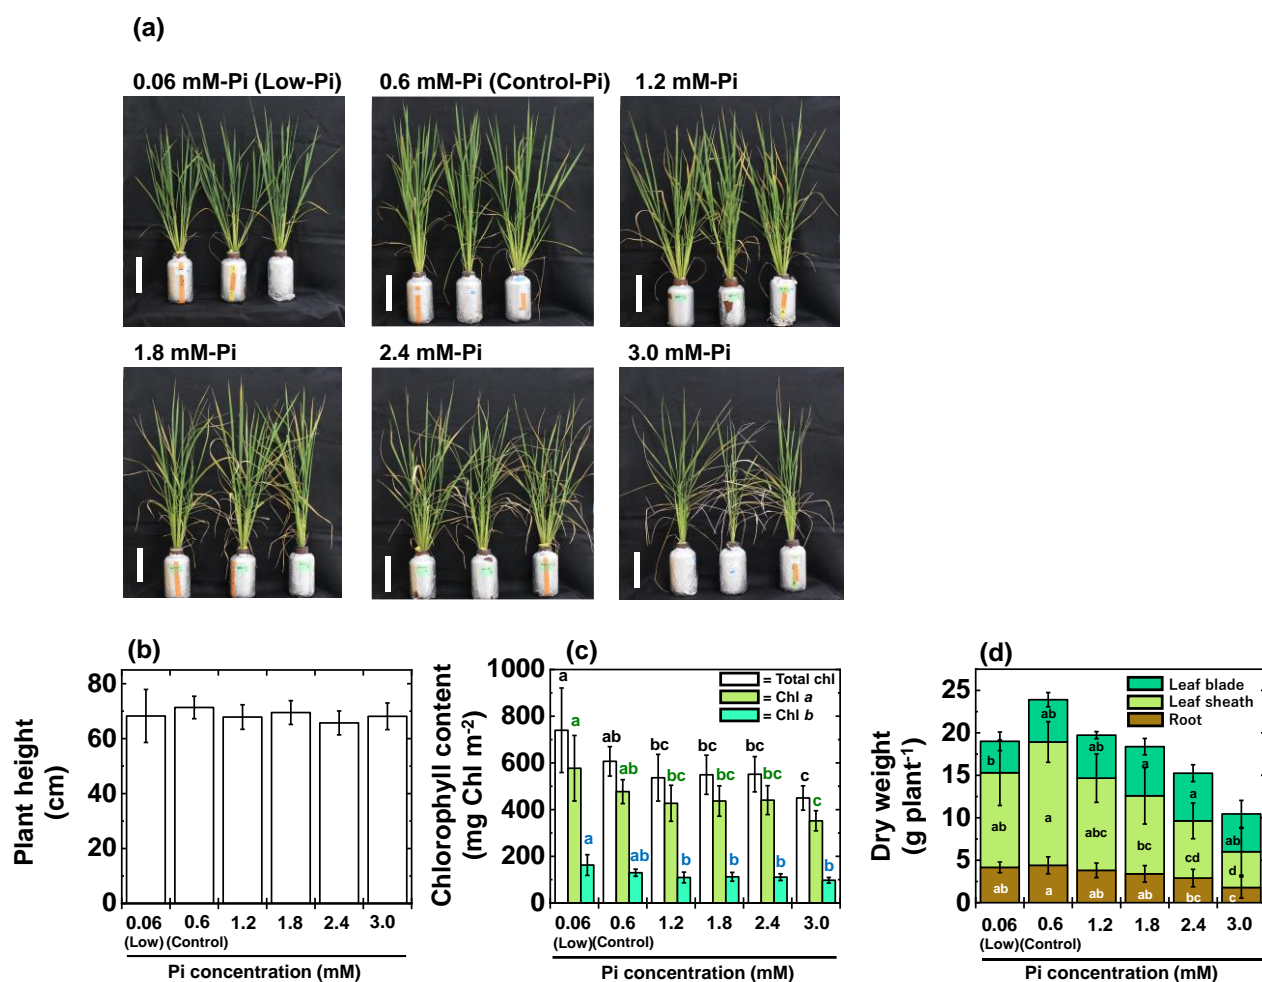 (a)
0.06 mM-Pi (Low-Pi)
0.6 mM-Pi (Control-Pi)
1.2 mM-Pi
1.8 mM-Pi
2.4 mM-Pi
3.0 mM-Pi
(b)
Plant height
(cm)
80
60
40
20
0
0.06 0.6 1.2 1.8 2.4 3.0
(Low) (Control)
Pi concentration (mM)
(c)
Chlorophyll content
(mg Chl m-2)
1000
800
600
400
200
0
= Total chl
= Chl a
= Chl b
a ab bc bc bc c
a ab bc bc bc c
a ab b b b b
0.06 0.6 1.2 1.8 2.4 3.0
(Low) (Control)
Pi concentration (mM)
(d)
Dry weight
(g plant-1)
25
20
15
10
5
0
Leaf blade
Leaf sheath
Root
b ab ab a a ab
ab a abc bc cd d
ab a ab ab bc c
0.06 0.6 1.2 1.8 2.4 3.0
(Low) (Control)
Pi concentration (mM)